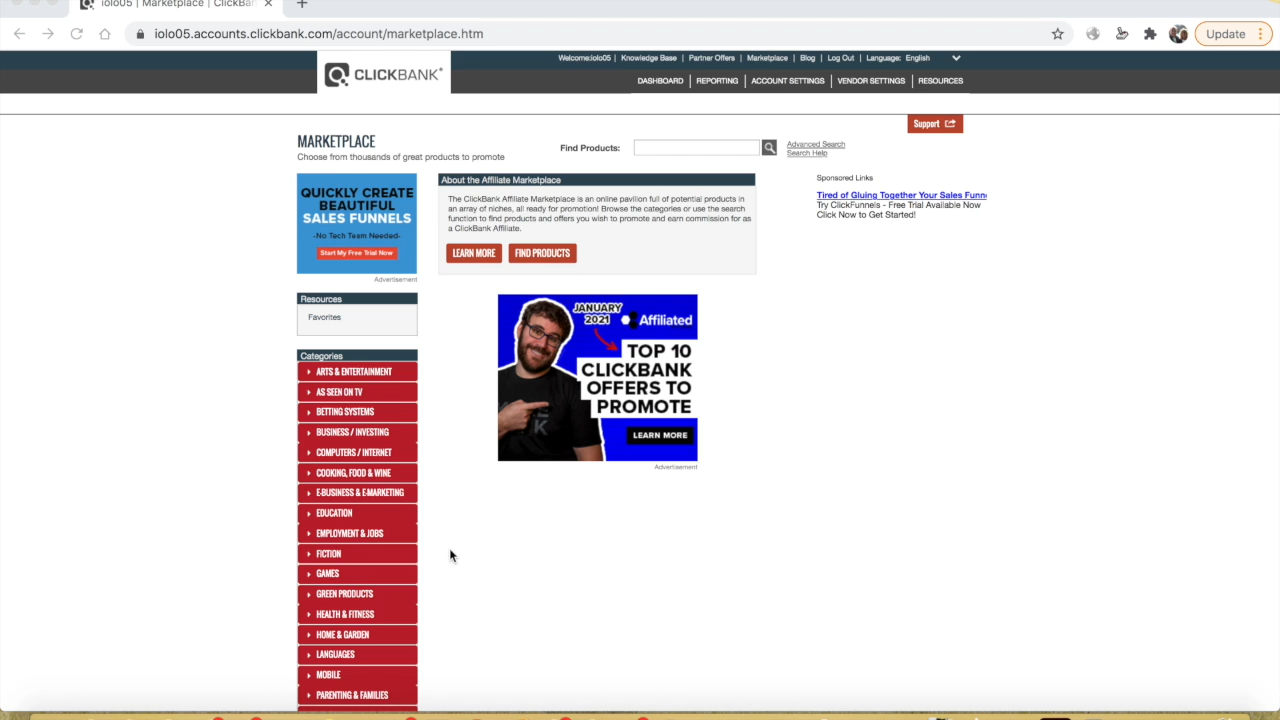 iolo05 | Marketplace | ClickBan
iolo05.accounts.clickbank.com/account/marketplace.htm
Update
Welcome:iolo05 | Knowledge Base | Partner Offers | Marketplace | Blog | Log Out | Language: English
CLICKBANK®
DASHBOARD | REPORTING | ACCOUNT SETTINGS | VENDOR SETTINGS | RESOURCES
Support
MARKETPLACE
Choose from thousands of great products to promote
Find Products:
Advanced Search
Search Help
QUICKLY CREATE
BEAUTIFUL
SALES FUNNELS
-No Tech Team Needed-
Start My Free Trial Now
Advertisement
About the Affiliate Marketplace
The ClickBank Affiliate Marketplace is an online pavilion full of potential products in
an array of niches, all ready for promotion! Browse the categories or use the search
function to find products and offers you wish to promote and earn commission for as
a ClickBank Affiliate.
LEARN MORE
FIND PRODUCTS
Sponsored Links
Tired of Gluing Together Your Sales Funne
Try ClickFunnels - Free Trial Available Now
Click Now to Get Started!
Resources
Favorites
JANUARY
2021
Affiliated
TOP 10
CLICKBANK
OFFERS TO
PROMOTE
LEARN MORE
Advertisement
Categories
ARTS & ENTERTAINMENT
AS SEEN ON TV
BETTING SYSTEMS
BUSINESS / INVESTING
COMPUTERS / INTERNET
COOKING, FOOD & WINE
E-BUSINESS & E-MARKETING
EDUCATION
EMPLOYMENT & JOBS
FICTION
GAMES
GREEN PRODUCTS
HEALTH & FITNESS
HOME & GARDEN
LANGUAGES
MOBILE
PARENTING & FAMILIES